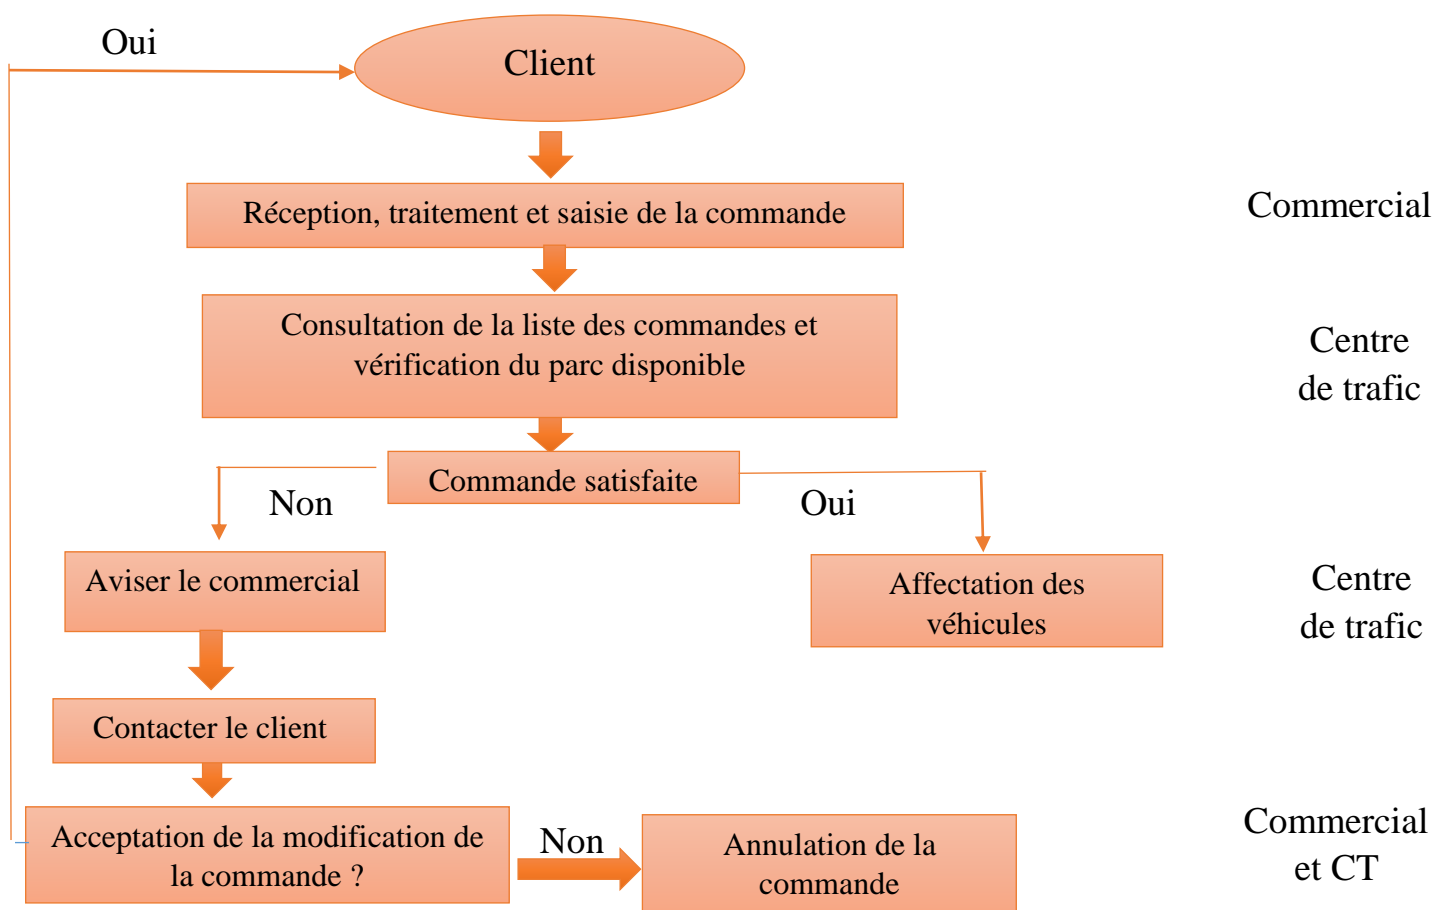 Oui
Client
Réception, traitement et saisie de la commande
Commercial
Consultation de la liste des commandes et
vérification du parc disponible
Centre
de trafic
Commande satisfaite
Non
Oui
Aviser le commercial
Affectation des
véhicules
Centre
de trafic
Contacter le client
Acceptation de la modification de
la commande ?
Non
Annulation de la
commande
Commercial
et CT